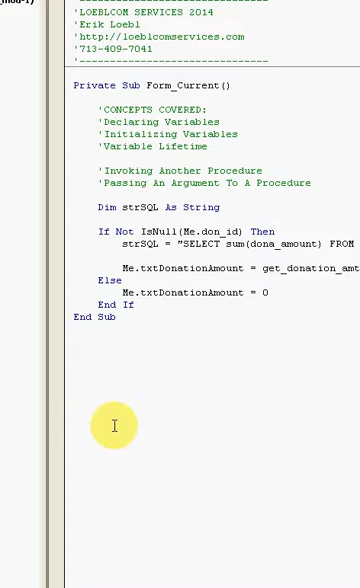 _mod-1)
'------------------------------
'LOEBLCOM SERVICES 2014
'Erik Loebl
'http://loeblcomservices.com
'713-409-7041
'------------------------------
Private Sub Form_Current()
'CONCEPTS COVERED:
'Declaring Variables
'Initializing Variables
'Variable Lifetime
'Invoking Another Procedure
'Passing An Argument To A Procedure
Dim strSQL As String
If Not IsNull(Me.don_id) Then
strSQL = "SELECT sum(dona_amount) FROM
Me.txtDonationAmount = get_donation_amt
Else
Me.txtDonationAmount = 0
End If
End Sub